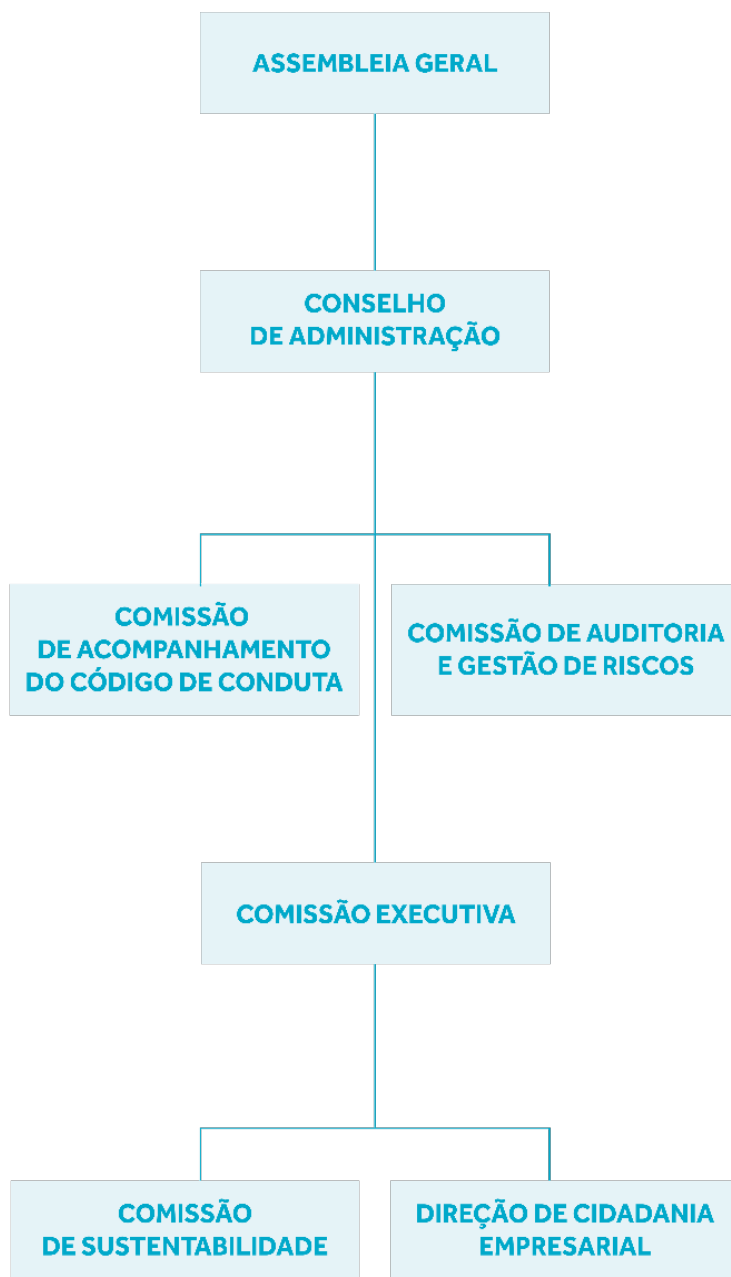 ASSEMBLEIA GERAL
CONSELHO
DE ADMINISTRAÇÃO
COMISSÃO
DE ACOMPANHAMENTO
DO CÓDIGO DE CONDUTA
COMISSÃO DE AUDITORIA
E GESTÃO DE RISCOS
COMISSÃO EXECUTIVA
COMISSÃO
DE SUSTENTABILIDADE
DIREÇÃO DE CIDADANIA
EMPRESARIAL